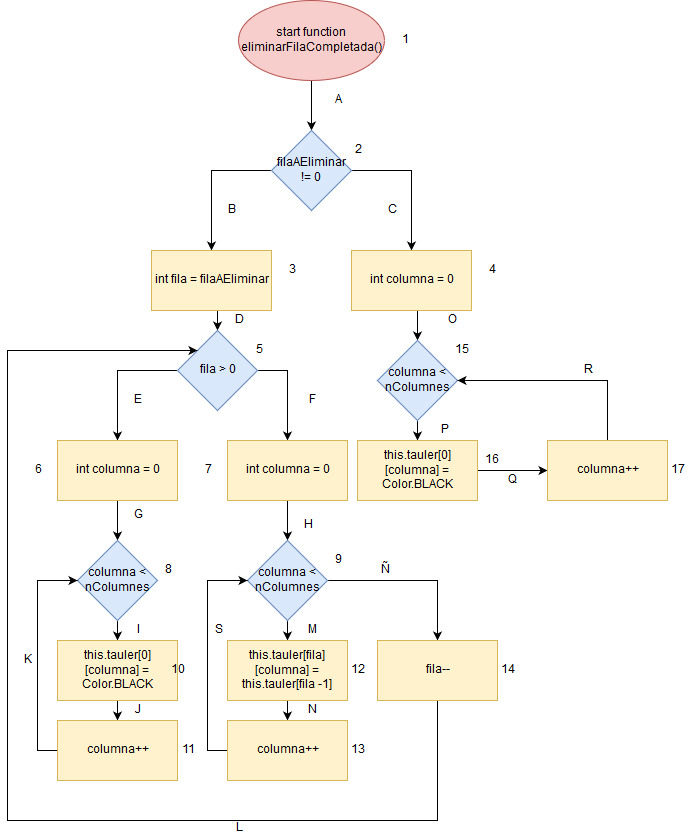 start function
eliminarFilaCompletada()
1
A
filaAEliminar
!= 0
2
B
C
int fila = filaAEliminar
3
int columna = 0
4
D
O
fila > 0
5
columna <
nColumnes
15
R
E
F
P
6
int columna = 0
7
int columna = 0
this.tauler[0]
[columna] =
Color.BLACK
16
Q
columna++
17
G
H
columna <
nColumnes
8
columna <
nColumnes
9
Ñ
K
I
S
M
this.tauler[0]
[columna] =
Color.BLACK
10
this.tauler[fila]
[columna] =
this.tauler[fila -1]
12
fila--
14
J
N
columna++
11
columna++
13
L